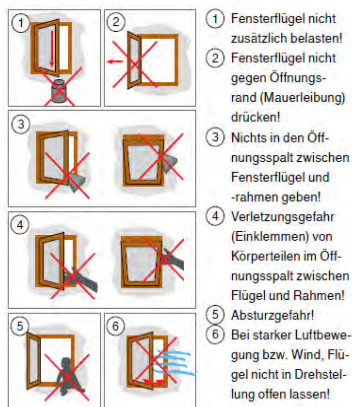 1 Fensterflügel nicht
zusätzlich belasten!
2 Fensterflügel nicht
gegen Öffnungs-
rand (Mauerleibung)
drücken!
3 Nichts in den Öff-
nungsspalt zwischen
Fensterflügel und
-rahmen geben!
4 Verletzungsgefahr
(Einklemmen) von
Körperteilen im Öff-
nungsspalt zwischen
Flügel und Rahmen!
5 Absturzgefahr!
6 Bei starker Luftbewe-
gung bzw. Wind, Flü-
gel nicht in Drehstel-
lung offen lassen!
1
2
3
4
5
6